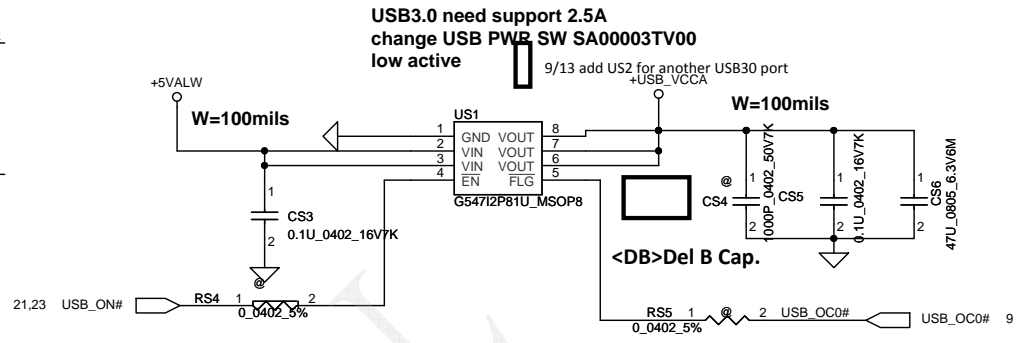 USB3.0 need support 2.5A
change USB PWR SW SA00003TV00
low active
9/13 add US2 for another USB30 port
+5VALW
+USB_VCCA
W=100mils
W=100mils
US1
1 GND VOUT 8
2 VIN VOUT 7
3 VIN VOUT 6
4 EN FLG 5
G547I2P81U_MSOP8
1
CS3
0.1U_0402_16V7K
2
@
1
CS4
2
1000P_0402_50V7K
1
CS5
2
0.1U_0402_16V7K
1
CS6
2
47U_0805_6.3V6M
<DB>Del B Cap.
@
21,23 USB_ON# RS4 1 2
0_0402_5%
RS5 1 @ 2 USB_OC0# USB_OC0# 9
0_0402_5%